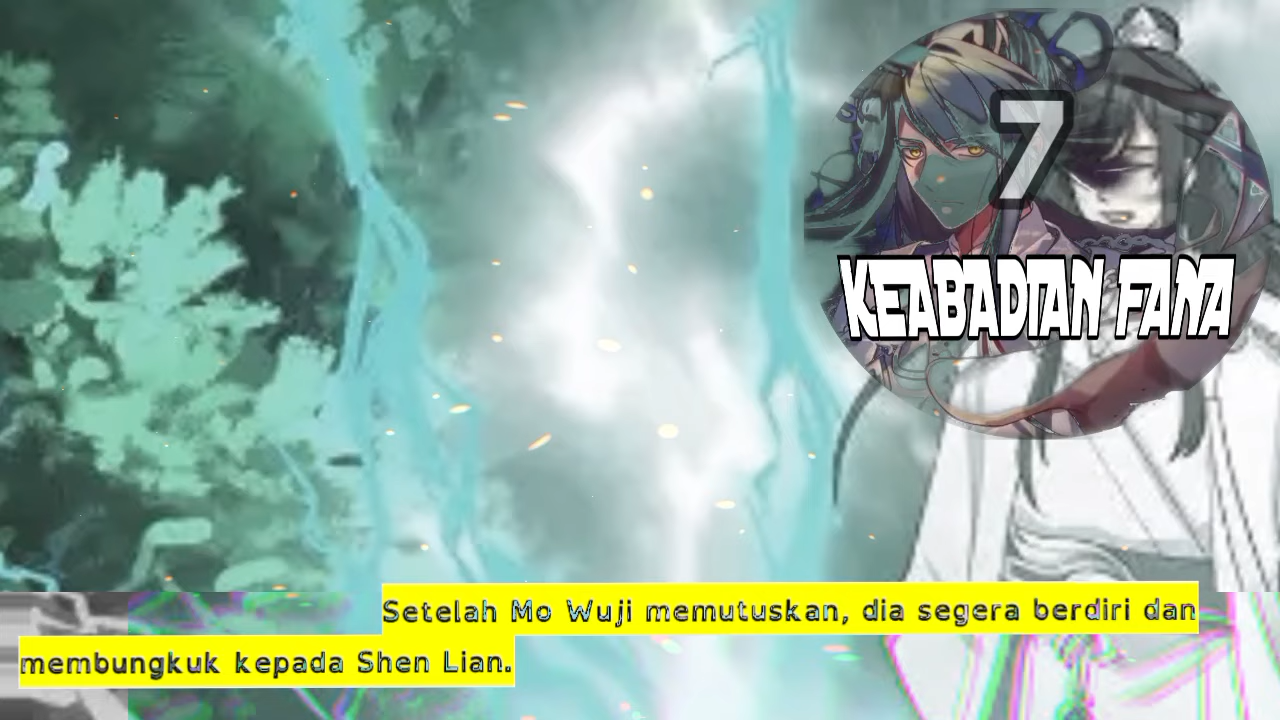 7
KEABADIAN FANA
Setelah Mo Wuji memutuskan, dia segera berdiri dan
membungkuk kepada Shen Lian.